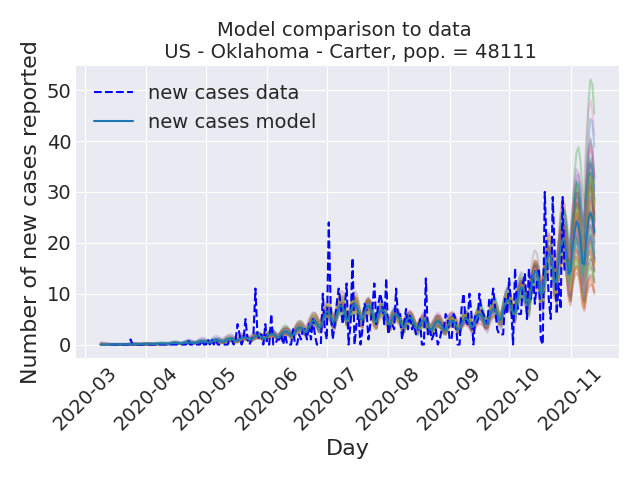 Model comparison to data
US - Oklahoma - Carter, pop. = 48111
new cases data
new cases model
Number of new cases reported
50
40
30
20
10
0
2020-03
2020-04
2020-05
2020-06
2020-07
2020-08
2020-09
2020-10
2020-11
Day